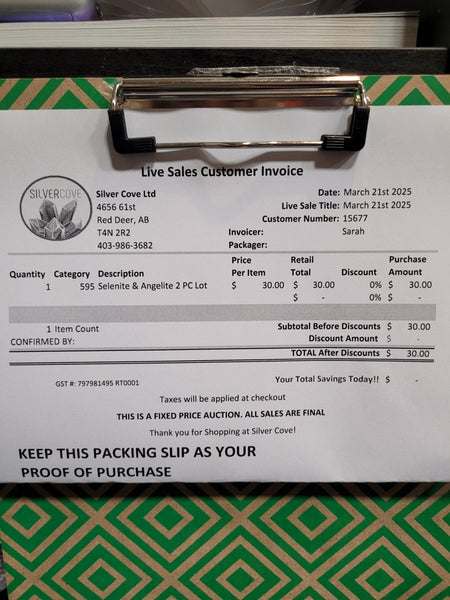 Live Sales Customer Invoice
SILVERCOVE
Silver Cove Ltd
4656 61st
Red Deer, AB
T4N 2R2
403-986-3682
Date: March 21st 2025
Live Sale Title: March 21st 2025
Customer Number: 15677
Invoicer: Sarah
Packager:
Quantity Category Description Price Per Item Retail Total Discount Purchase Amount
1 595 Selenite & Angelite 2 PC Lot $ 30.00 $ 30.00 0% $ 30.00
$ - 0% $ -
1 Item Count Subtotal Before Discounts $ 30.00
CONFIRMED BY: Discount Amount $ -
TOTAL After Discounts $ 30.00
GST #: 797981495 RT0001 Your Total Savings Today!! $ -
Taxes will be applied at checkout
THIS IS A FIXED PRICE AUCTION. ALL SALES ARE FINAL
Thank you for Shopping at Silver Cove!
KEEP THIS PACKING SLIP AS YOUR
PROOF OF PURCHASE